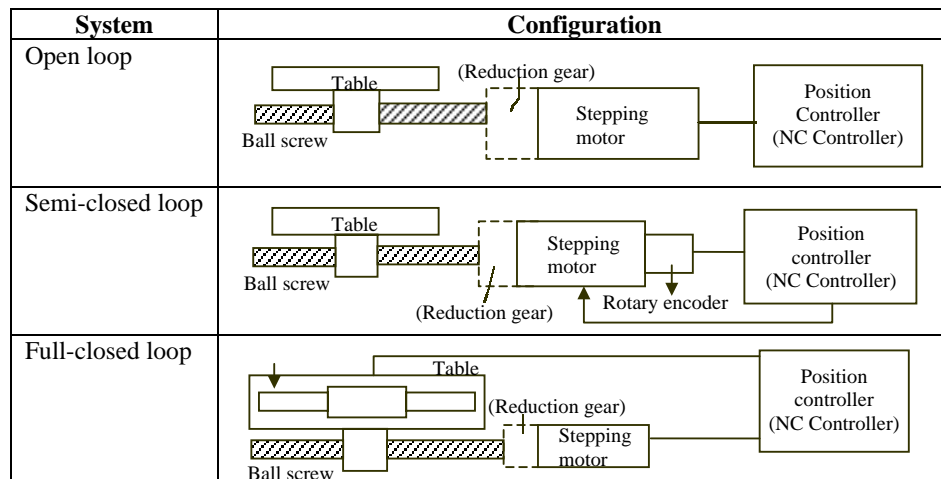 System
Configuration
Open loop
(Reduction gear)
Table
Ball screw
Stepping
motor
Position
Controller
(NC Controller)
Semi-closed loop
Table
Ball screw
(Reduction gear)
Stepping
motor
Rotary encoder
Position
controller
(NC Controller)
Full-closed loop
Table
(Reduction gear)
Ball screw
Stepping
motor
Position
controller
(NC Controller)